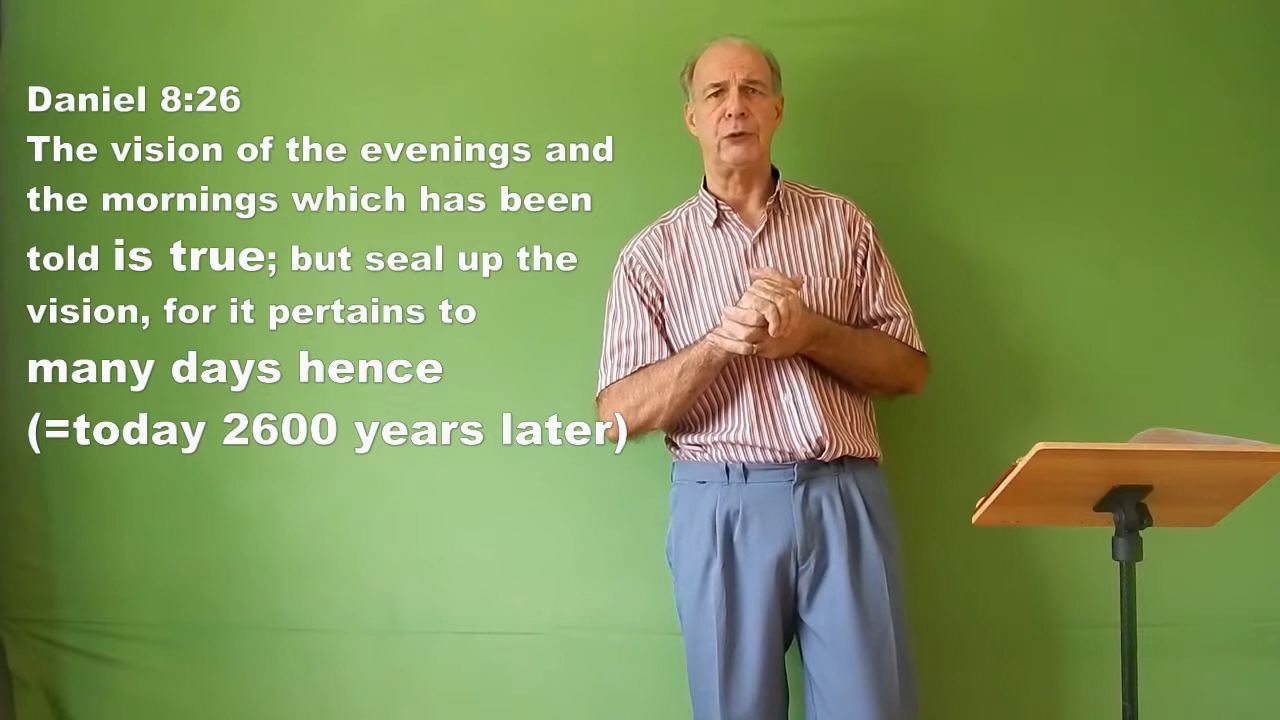 Daniel 8:26
The vision of the evenings and
the mornings which has been
told is true; but seal up the
vision, for it pertains to
many days hence
(=today 2600 years later)